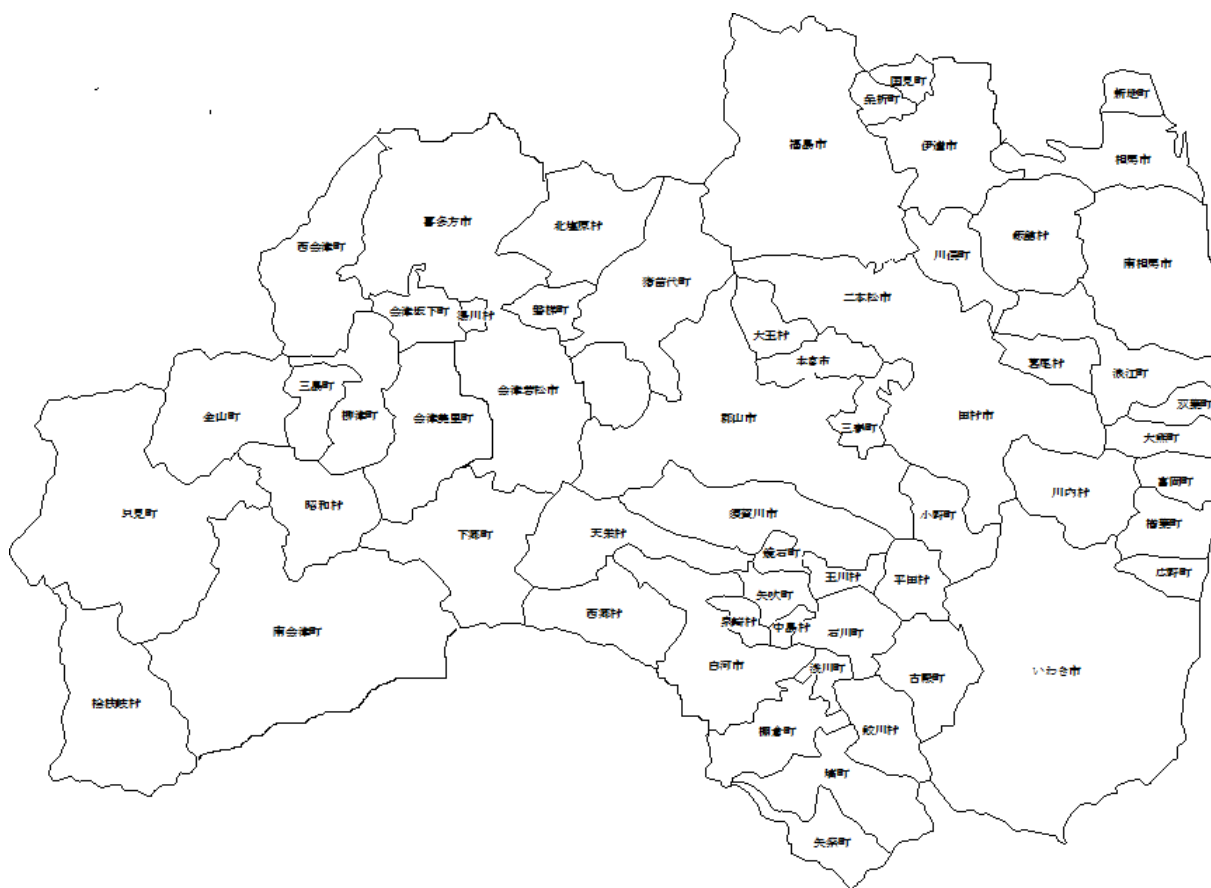 国見町
桑折町
新地町
福島市
伊達市
相馬市
喜多方市
北塩原村
西会津町
飯舘村
川俣町
南相馬市
猪苗代町
二本松市
会津坂下町
湯川村
磐梯町
大玉村
本宮市
葛尾村
浪江町
三島町
双葉町
会津若松市
金山町
柳津町
会津美里町
郡山市
三春町
田村市
大熊町
富岡町
川内村
昭和村
只見町
須賀川市
小野町
楢葉町
下郷町
天栄村
鏡石町
玉川村
平田村
広野町
矢吹町
西郷村
泉崎村
中島村
南会津町
石川町
白河市
浅川町
古殿町
いわき市
檜枝岐村
棚倉町
鮫川村
塙町
矢祭町